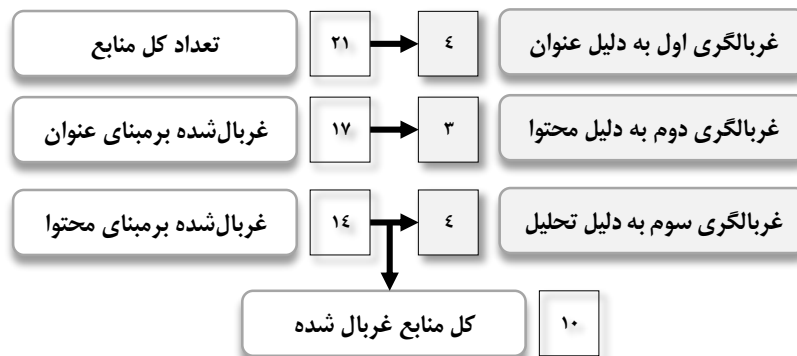 غربالگری اول به دلیل عنوان ٤ ٢١ تعداد کل منابع
غربالگری دوم به دلیل محتوا ٣ ١٧ غربال‌شده برمبنای عنوان
غربالگری سوم به دلیل تحلیل ٤ ١٤ غربال‌شده برمبنای محتوا
١٠ کل منابع غربال شده